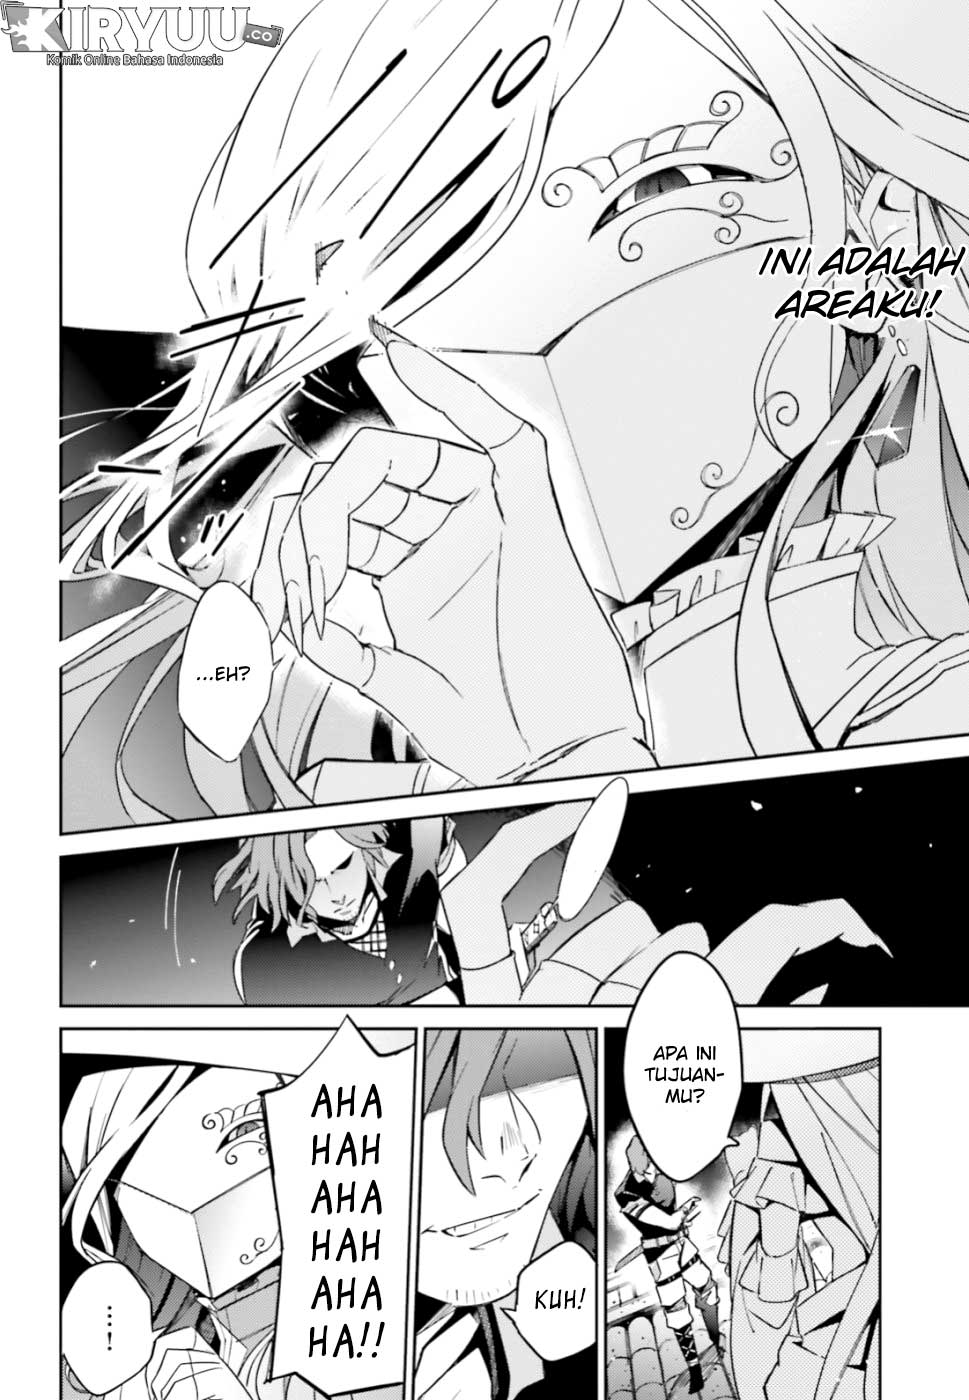 KIRYUU.CO
Komik Online Bahasa Indonesia
INI ADALAH
AREAKU!
...EH?
APA INI
TUJUAN-
MU?
KUH!
AHA
HAH
AHA
HAH
AHA
HA!!
...!